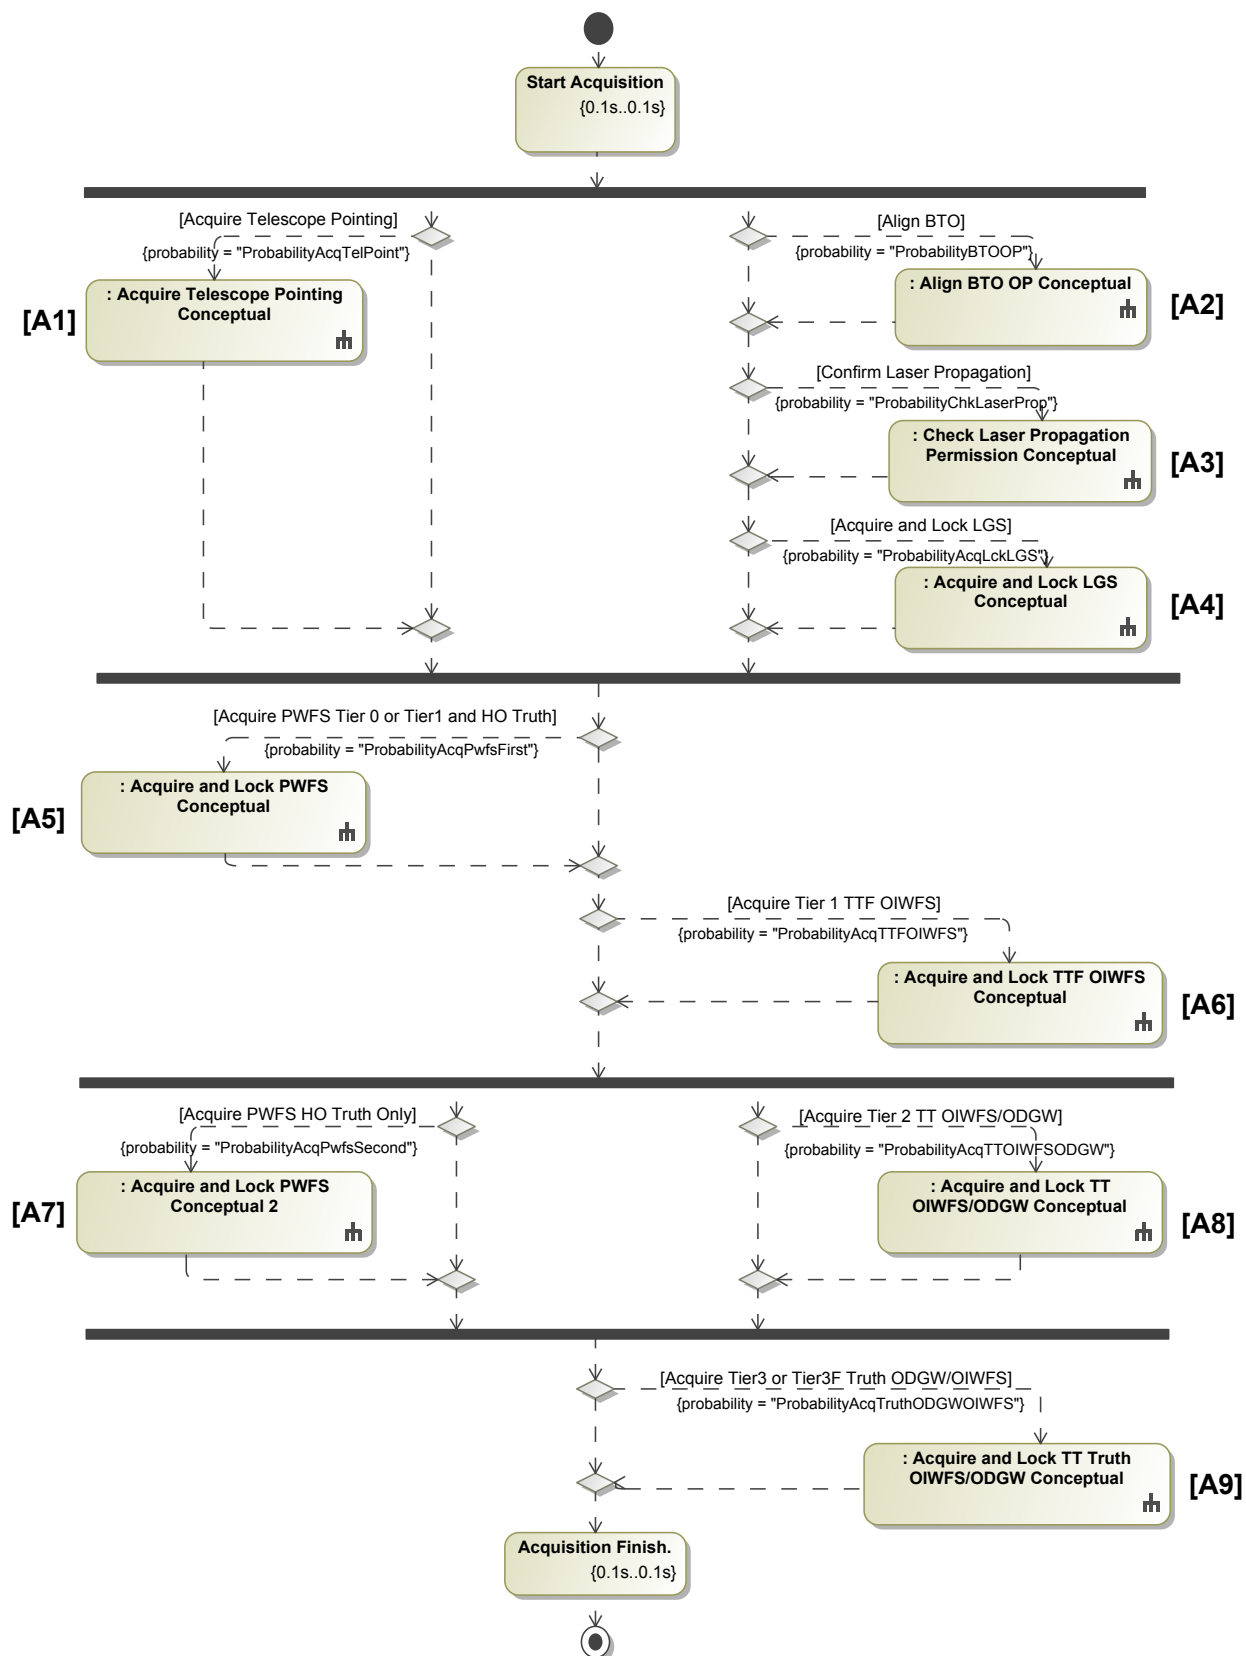 Start Acquisition
{0.1s..0.1s}
[Acquire Telescope Pointing]
{probability = "ProbabilityAcqTelPoint"}
: Acquire Telescope Pointing
Conceptual
[A1]
[Align BTO]
{probability = "ProbabilityBTOOP"}
: Align BTO OP Conceptual
[A2]
[Confirm Laser Propagation]
{probability = "ProbabilityChkLaserProp"}
: Check Laser Propagation
Permission Conceptual
[A3]
[Acquire and Lock LGS]
{probability = "ProbabilityAcqLckLGS"}
: Acquire and Lock LGS
Conceptual
[A4]
[Acquire PWFS Tier 0 or Tier1 and HO Truth]
{probability = "ProbabilityAcqPwfsFirst"}
: Acquire and Lock PWFS
Conceptual
[A5]
[Acquire Tier 1 TTF OIWFS]
{probability = "ProbabilityAcqTTFOIWFS"}
: Acquire and Lock TTF OIWFS
Conceptual
[A6]
[Acquire PWFS HO Truth Only]
{probability = "ProbabilityAcqPwfsSecond"}
: Acquire and Lock PWFS
Conceptual 2
[A7]
[Acquire Tier 2 TT OIWFS/ODGW]
{probability = "ProbabilityAcqTTOIWFSODGW"}
: Acquire and Lock TT
OIWFS/ODGW Conceptual
[A8]
[Acquire Tier3 or Tier3F Truth ODGW/OIWFS]
{probability = "ProbabilityAcqTruthODGWOIWFS"}
: Acquire and Lock TT Truth
OIWFS/ODGW Conceptual
[A9]
Acquisition Finish.
{0.1s..0.1s}